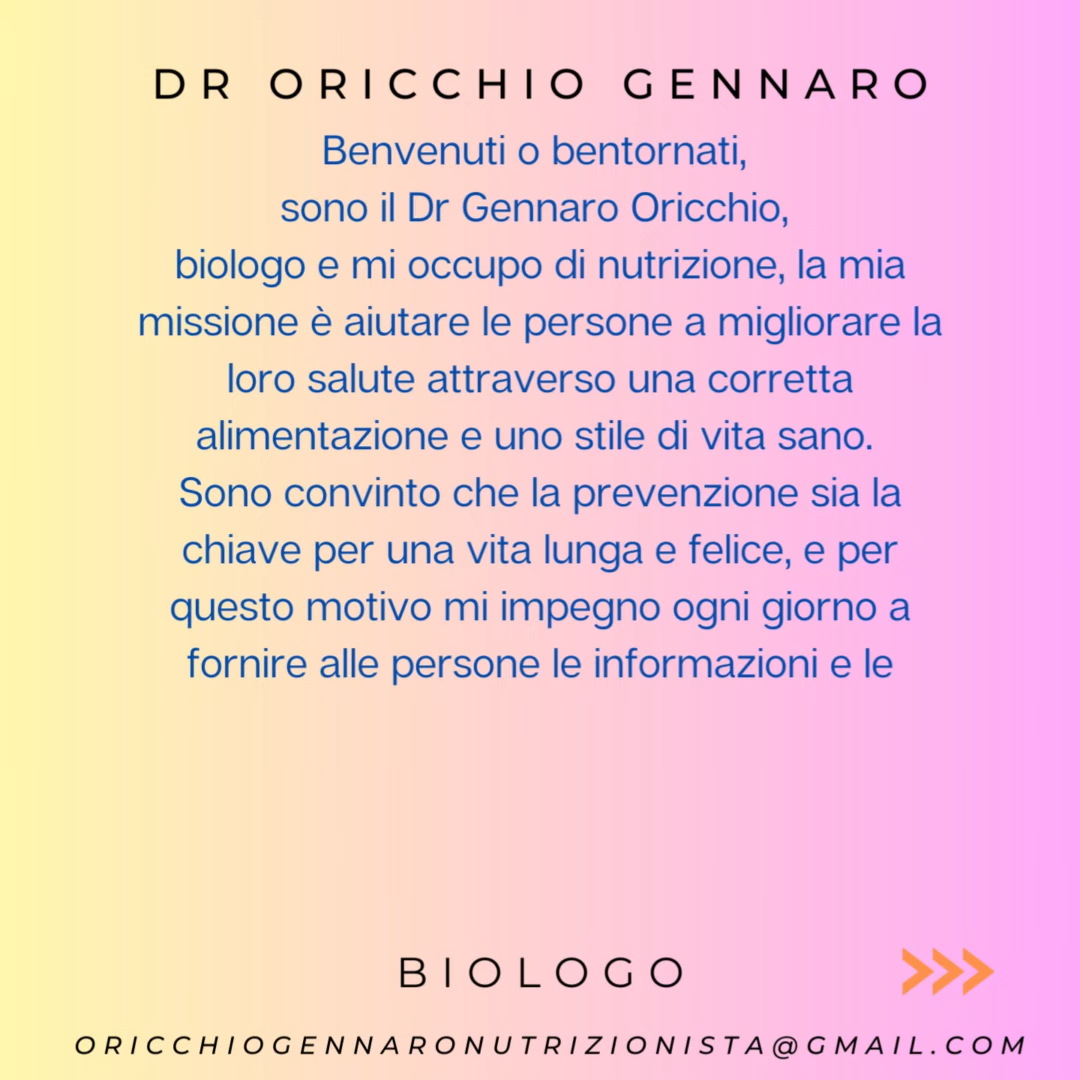 DR ORICCHIO GENNARO
Benvenuti o bentornati,
sono il Dr Gennaro Oricchio,
biologo e mi occupo di nutrizione, la mia
missione è aiutare le persone a migliorare la
loro salute attraverso una corretta
alimentazione e uno stile di vita sano.
Sono convinto che la prevenzione sia la
chiave per una vita lunga e felice, e per
questo motivo mi impegno ogni giorno a
fornire alle persone le informazioni e le
BIOLOGO
ORICCHIOGENNARONUTRIZIONISTA@GMAIL.COM